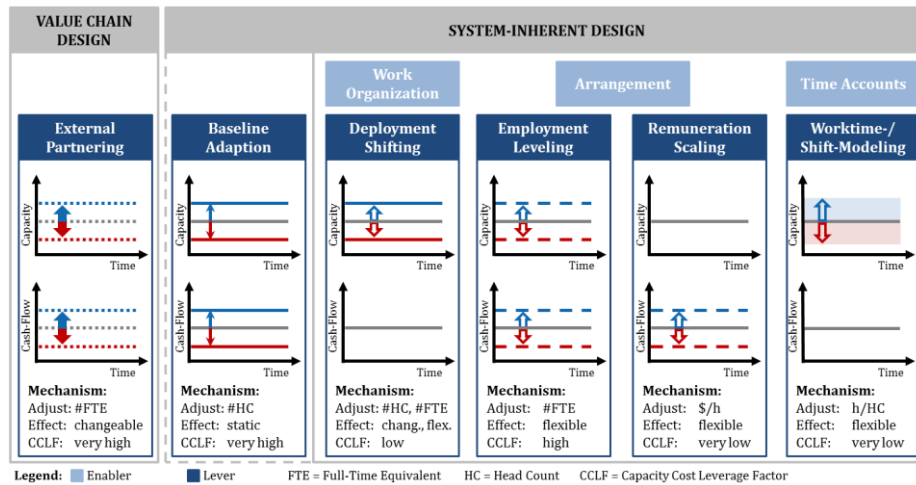 VALUE CHAIN
DESIGN
SYSTEM-INHERENT DESIGN
Work
Organization
Arrangement
Time Accounts
External
Partnering
Baseline
Adaption
Deployment
Shifting
Employment
Leveling
Remuneration
Scaling
Worktime-/
Shift-Modeling
Capacity
Time
Capacity
Time
Capacity
Time
Capacity
Time
Capacity
Time
Capacity
Time
Cash-Flow
Time
Cash-Flow
Time
Cash-Flow
Time
Cash-Flow
Time
Cash-Flow
Time
Cash-Flow
Time
Mechanism:
Adjust: #FTE
Effect: changeable
CCLF: very high
Mechanism:
Adjust: #HC
Effect: static
CCLF: very high
Mechanism:
Adjust: #HC, #FTE
Effect: chang., flex.
CCLF: low
Mechanism:
Adjust: #FTE
Effect: flexible
CCLF: high
Mechanism:
Adjust: $/h
Effect: flexible
CCLF: very low
Mechanism:
Adjust: h/HC
Effect: flexible
CCLF: very low
Legend: Enabler Lever FTE = Full-Time Equivalent HC = Head Count CCLF = Capacity Cost Leverage Factor